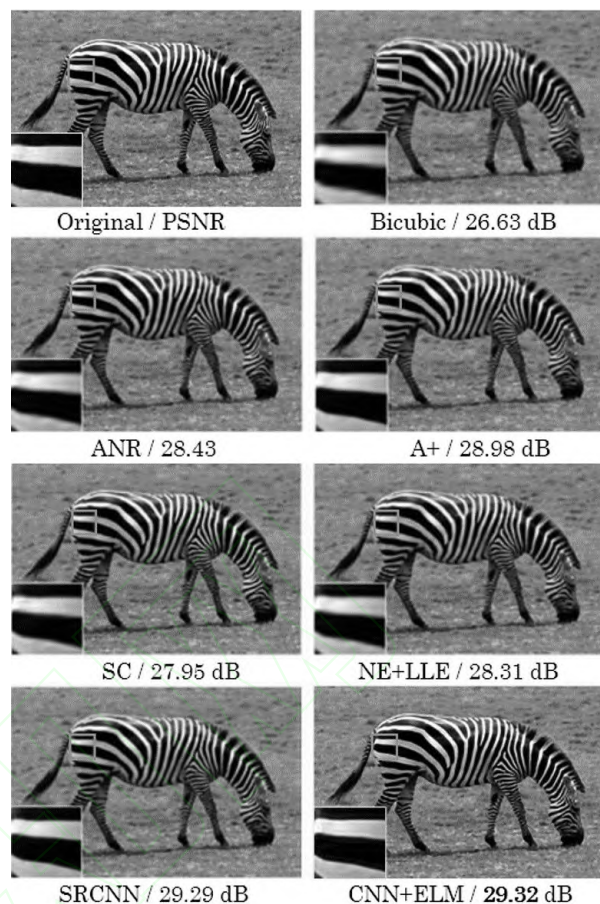 Original / PSNR
Bicubic / 26.63 dB
ANR / 28.43
A+ / 28.98 dB
SC / 27.95 dB
NE+LLE / 28.31 dB
SRCNN / 29.29 dB
CNN+ELM / 29.32 dB